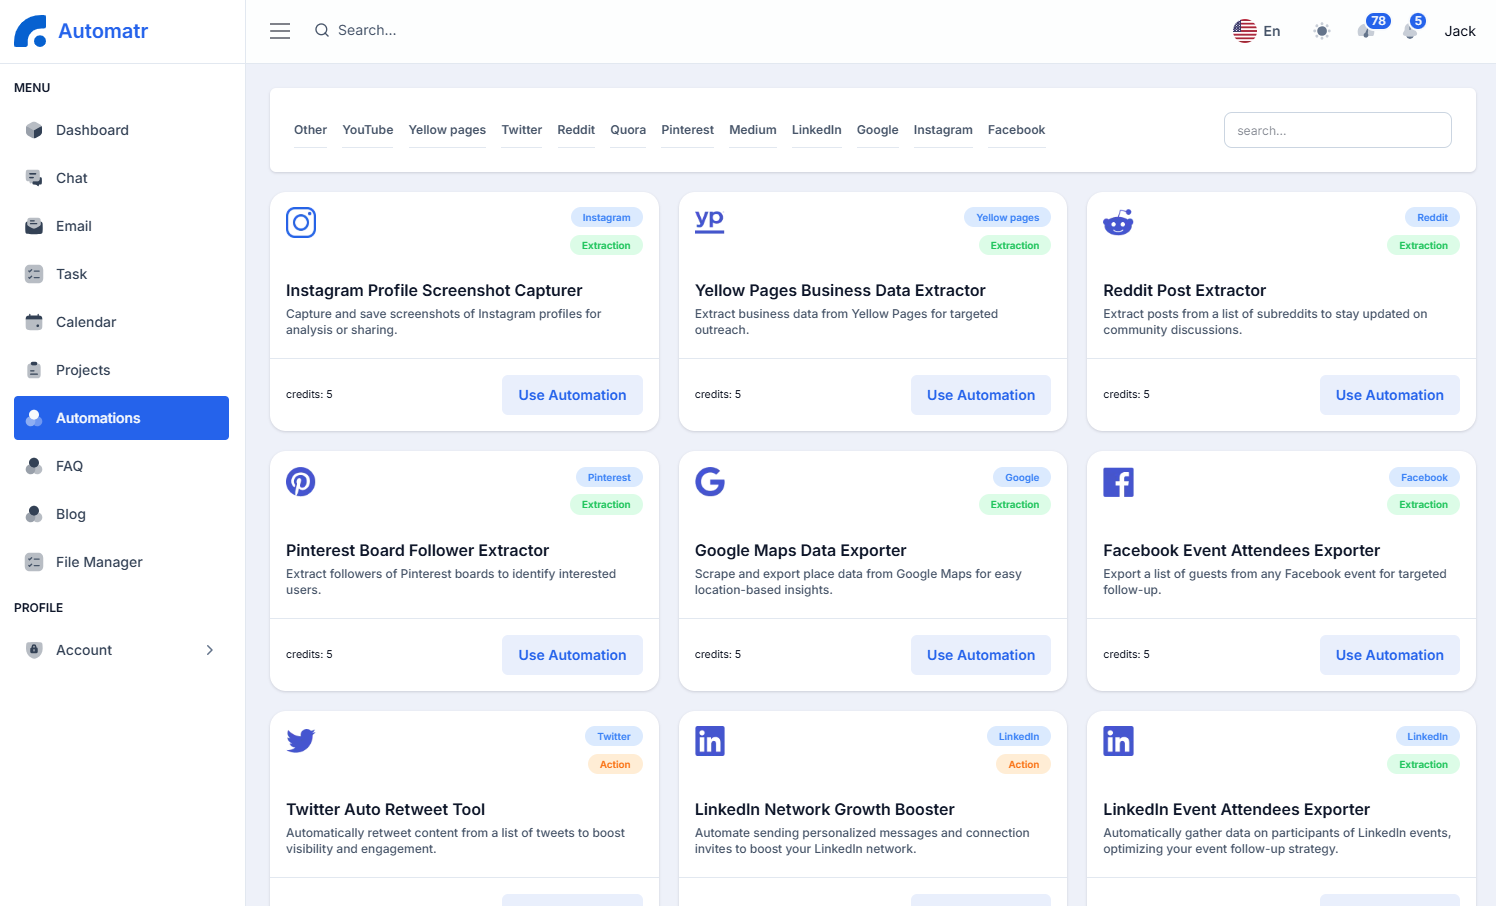 Automatr
Search...
En
78
5
Jack
MENU
Dashboard
Chat
Email
Task
Calendar
Projects
Automations
FAQ
Blog
File Manager
PROFILE
Account
Other YouTube Yellow pages Twitter Reddit Quora Pinterest Medium LinkedIn Google Instagram Facebook
search...
Instagram
Extraction
Instagram Profile Screenshot Capturer
Capture and save screenshots of Instagram profiles for
analysis or sharing.
credits: 5
Use Automation
yp
Yellow pages
Extraction
Yellow Pages Business Data Extractor
Extract business data from Yellow Pages for targeted
outreach.
credits: 5
Use Automation
Reddit
Extraction
Reddit Post Extractor
Extract posts from a list of subreddits to stay updated on
community discussions.
credits: 5
Use Automation
Pinterest
Extraction
Pinterest Board Follower Extractor
Extract followers of Pinterest boards to identify interested
users.
credits: 5
Use Automation
Google
Extraction
Google Maps Data Exporter
Scrape and export place data from Google Maps for easy
location-based insights.
credits: 5
Use Automation
Facebook
Extraction
Facebook Event Attendees Exporter
Export a list of guests from any Facebook event for targeted
follow-up.
credits: 5
Use Automation
Twitter
Action
Twitter Auto Retweet Tool
Automatically retweet content from a list of tweets to boost
visibility and engagement.
in
LinkedIn
Action
LinkedIn Network Growth Booster
Automate sending personalized messages and connection
invites to boost your LinkedIn network.
in
LinkedIn
Extraction
LinkedIn Event Attendees Exporter
Automatically gather data on participants of LinkedIn events,
optimizing your event follow-up strategy.